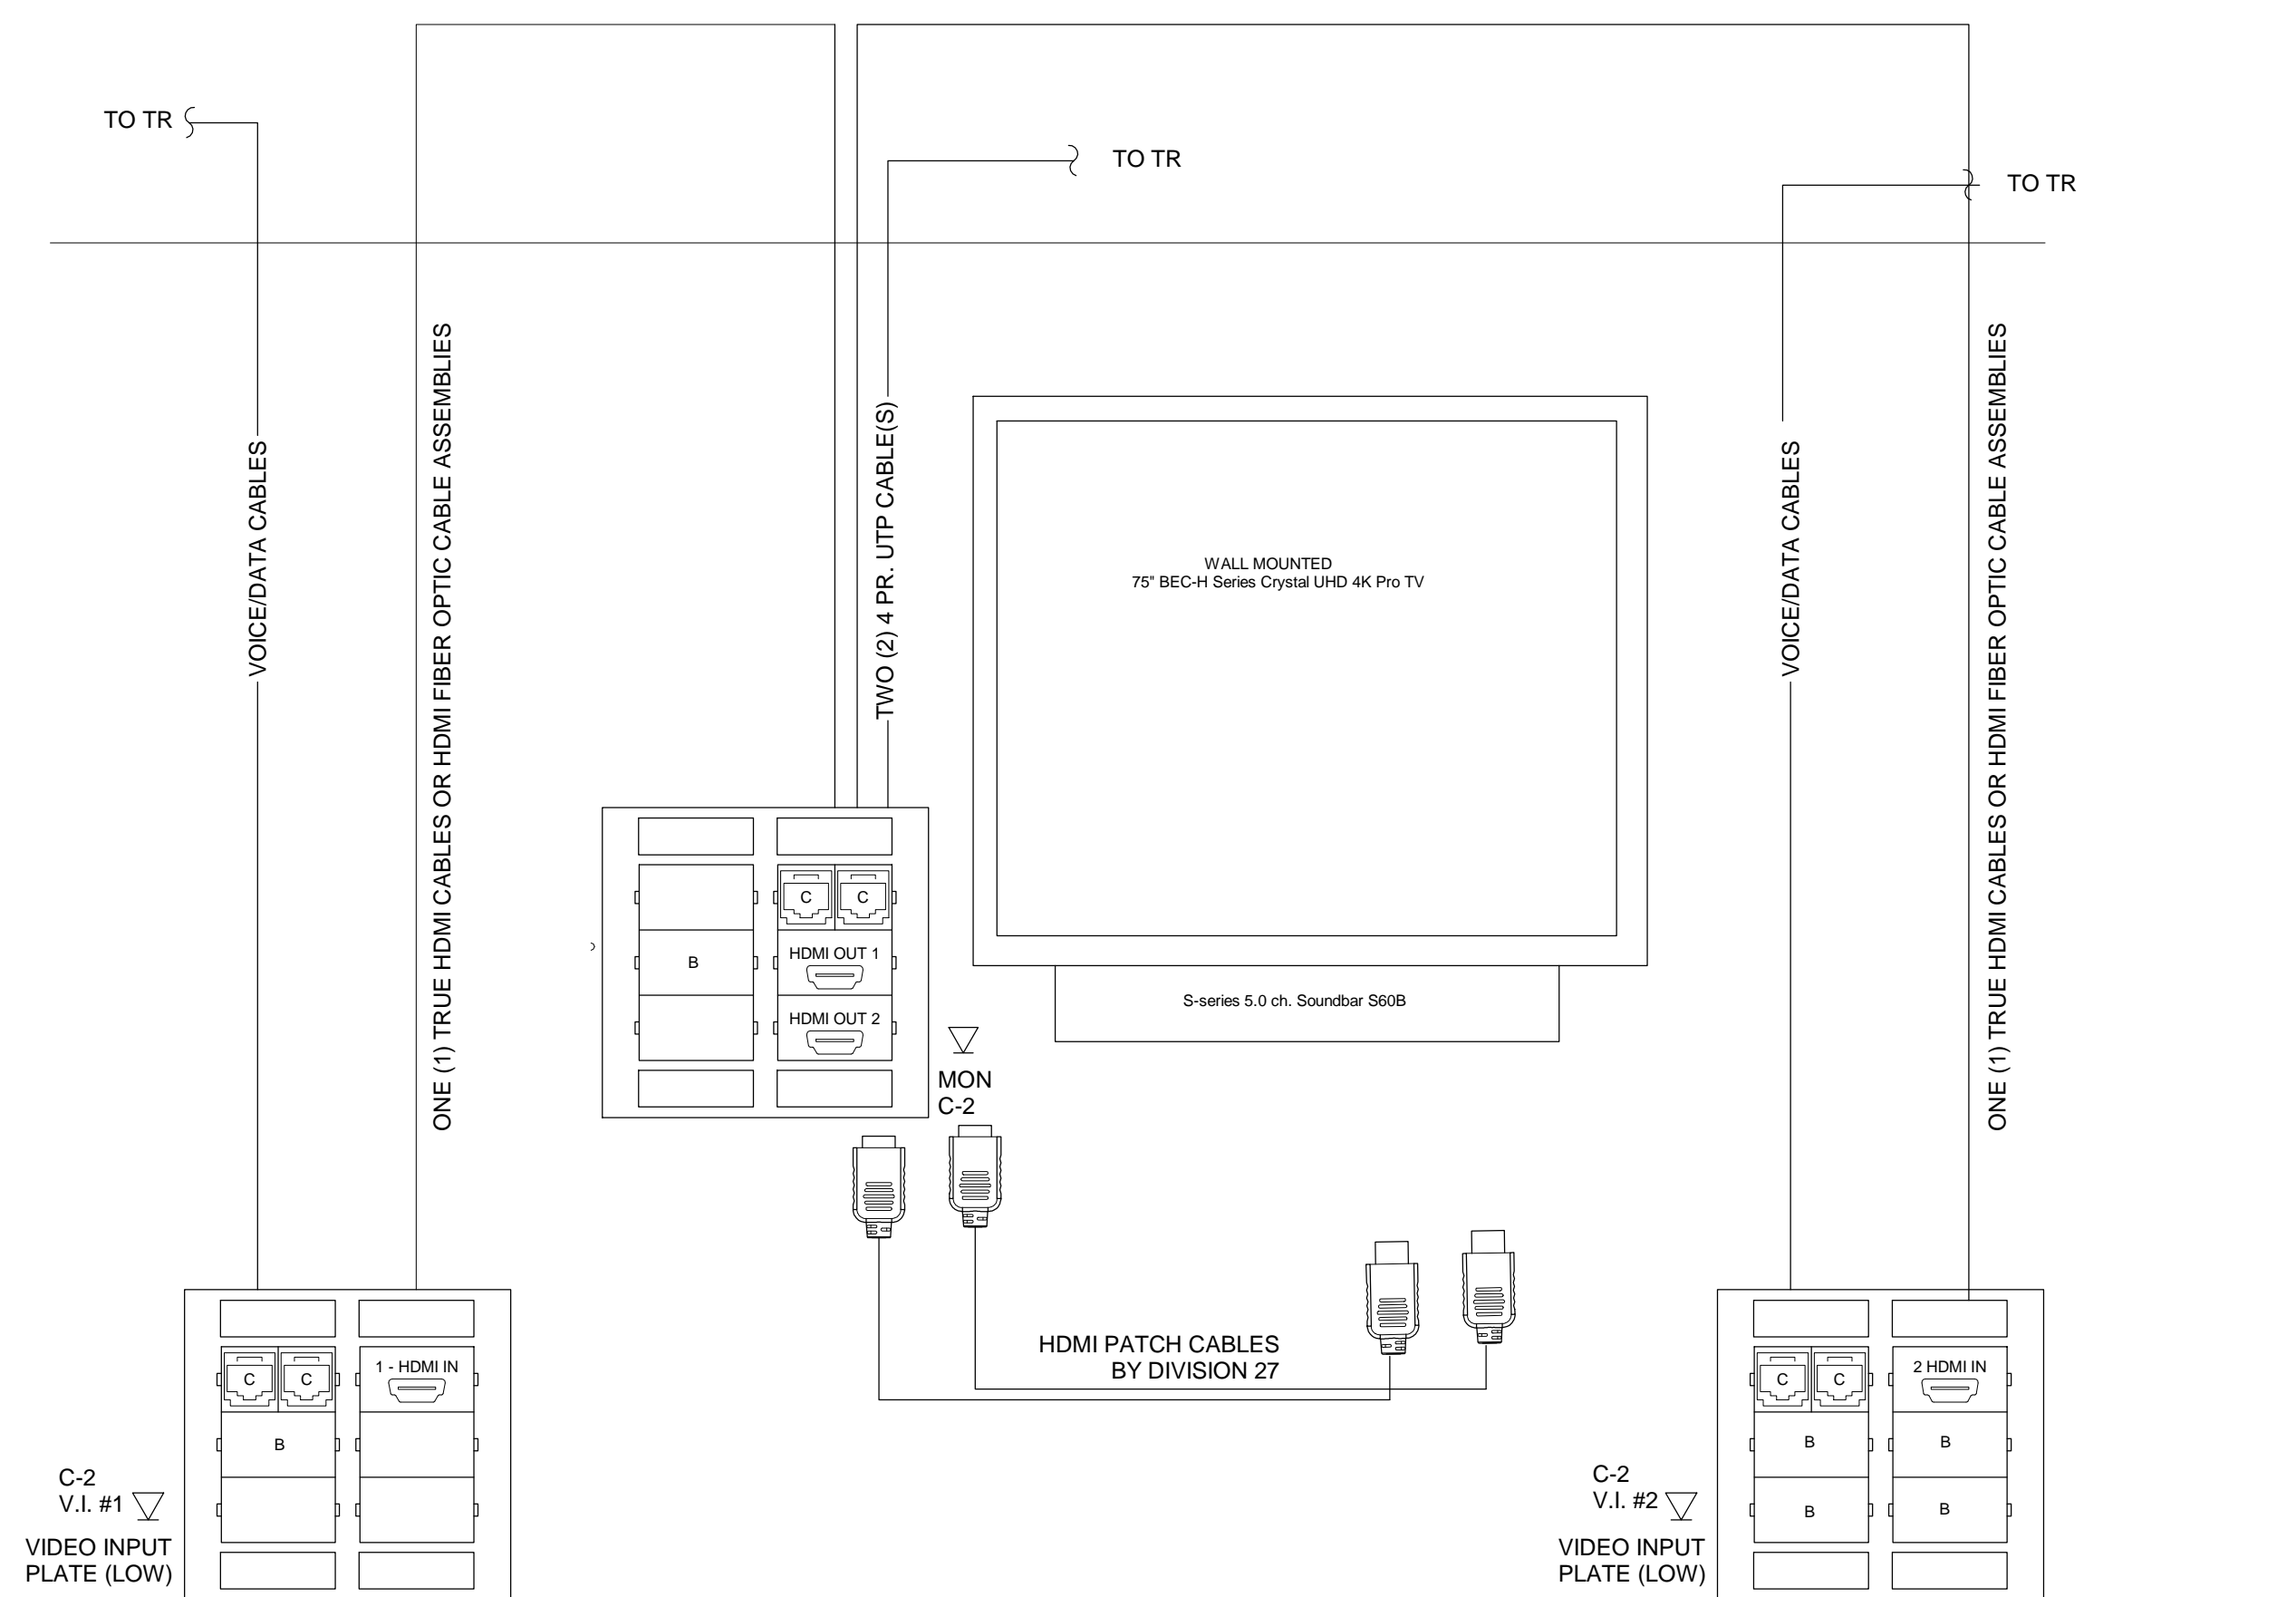 TO TR
TO TR
TO TR
VOICE/DATA CABLES
ONE (1) TRUE HDMI CABLES OR HDMI FIBER OPTIC CABLE ASSEMBLIES
TWO (2) 4 PR. UTP CABLE(S)
WALL MOUNTED
75" BEC-H Series Crystal UHD 4K Pro TV
S-series 5.0 ch. Soundbar S60B
VOICE/DATA CABLES
ONE (1) TRUE HDMI CABLES OR HDMI FIBER OPTIC CABLE ASSEMBLIES
C C
B
HDMI OUT 1
HDMI OUT 2
MON
C-2
HDMI PATCH CABLES
BY DIVISION 27
C C
1 - HDMI IN
B
C-2
V.I. #1
VIDEO INPUT
PLATE (LOW)
C C
2 HDMI IN
B B
B B
C-2
V.I. #2
VIDEO INPUT
PLATE (LOW)